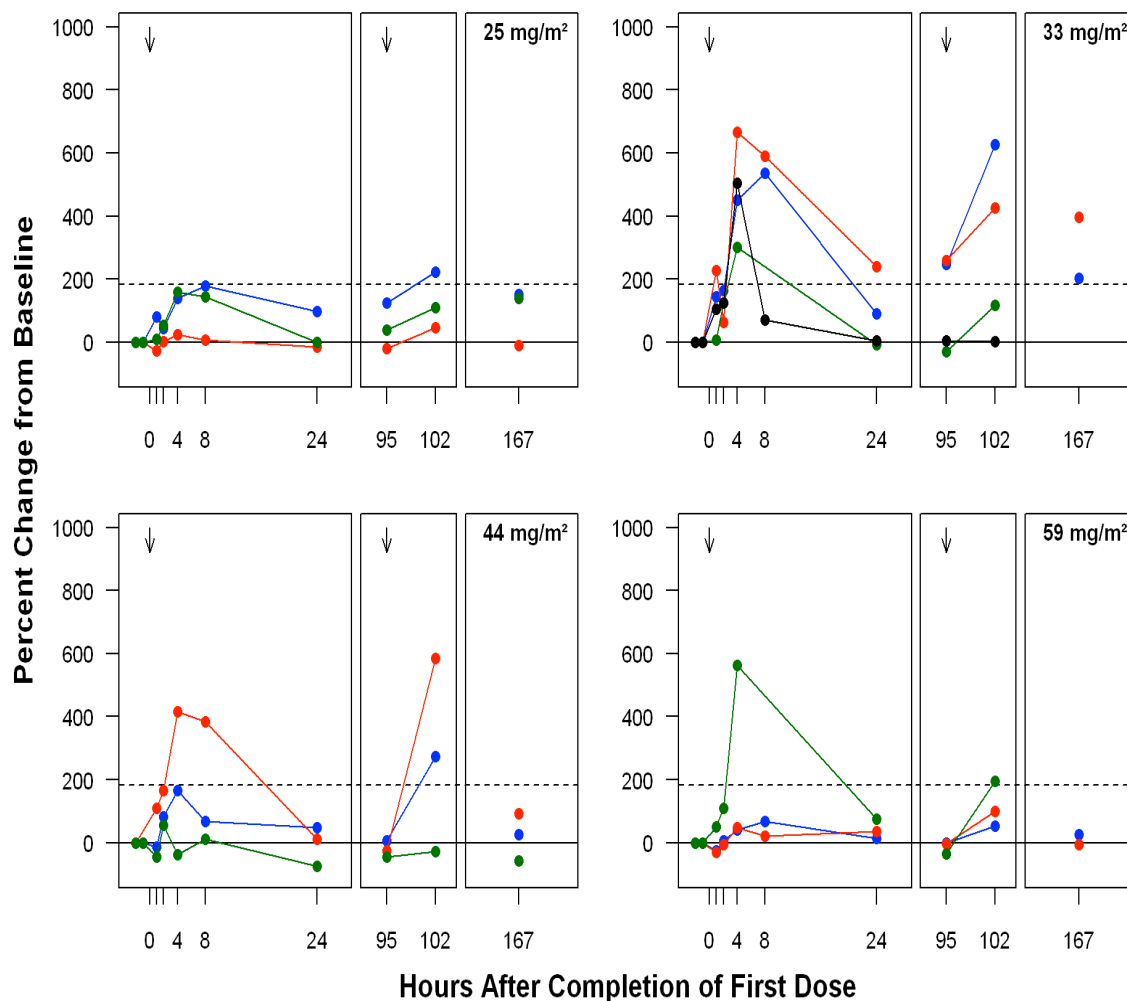 25 mg/m²
1000
800
600
400
200
0
0 4 8 24 95 102 167
33 mg/m²
1000
800
600
400
200
0
0 4 8 24 95 102 167
44 mg/m²
1000
800
600
400
200
0
0 4 8 24 95 102 167
59 mg/m²
1000
800
600
400
200
0
0 4 8 24 95 102 167
Percent Change from Baseline
Hours After Completion of First Dose